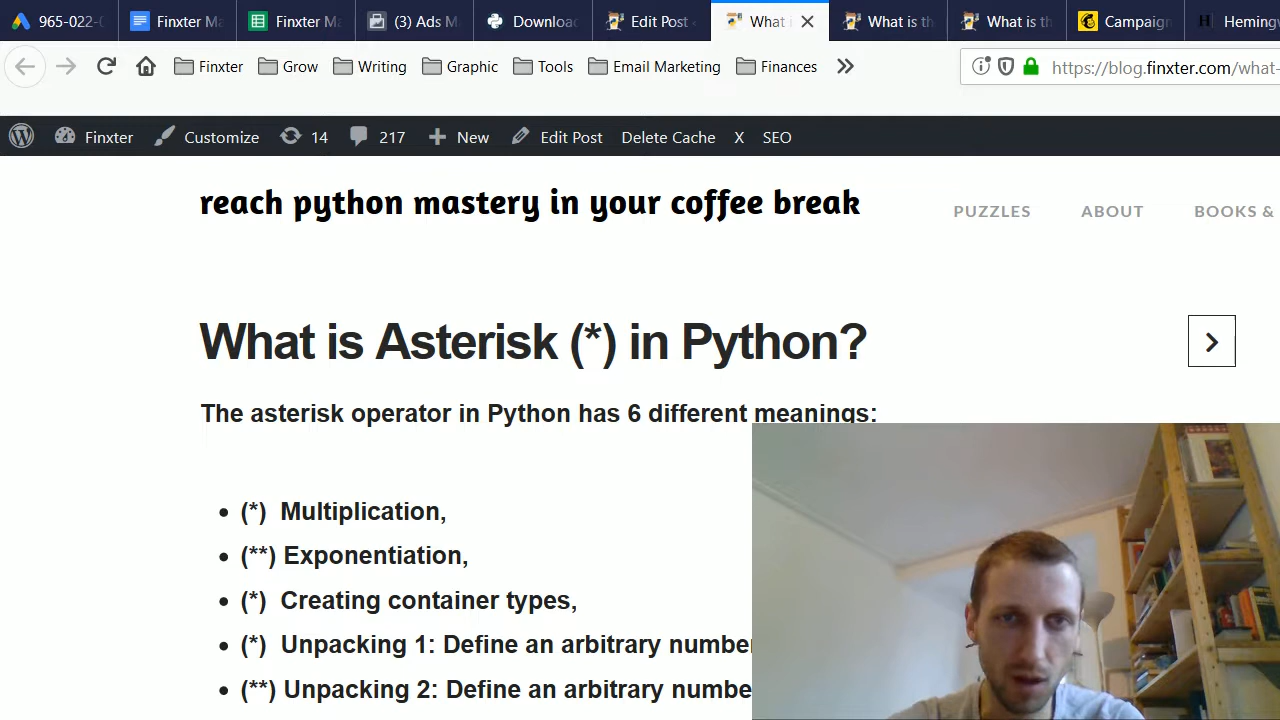 965-022-
Finxter Ma
Finxter Ma
(3) Ads M
Downloa
Edit Post
What i
What is th
What is th
Campaign
Heming
Finxter
Grow
Writing
Graphic
Tools
Email Marketing
Finances
https://blog.finxter.com/what-
Finxter
Customize
14
217
New
Edit Post
Delete Cache
X
SEO
reach python mastery in your coffee break
PUZZLES
ABOUT
BOOKS &
What is Asterisk (*) in Python?
The asterisk operator in Python has 6 different meanings:
(*) Multiplication,
(**) Exponentiation,
(*) Creating container types,
(*) Unpacking 1: Define an arbitrary number
(**) Unpacking 2: Define an arbitrary numbe